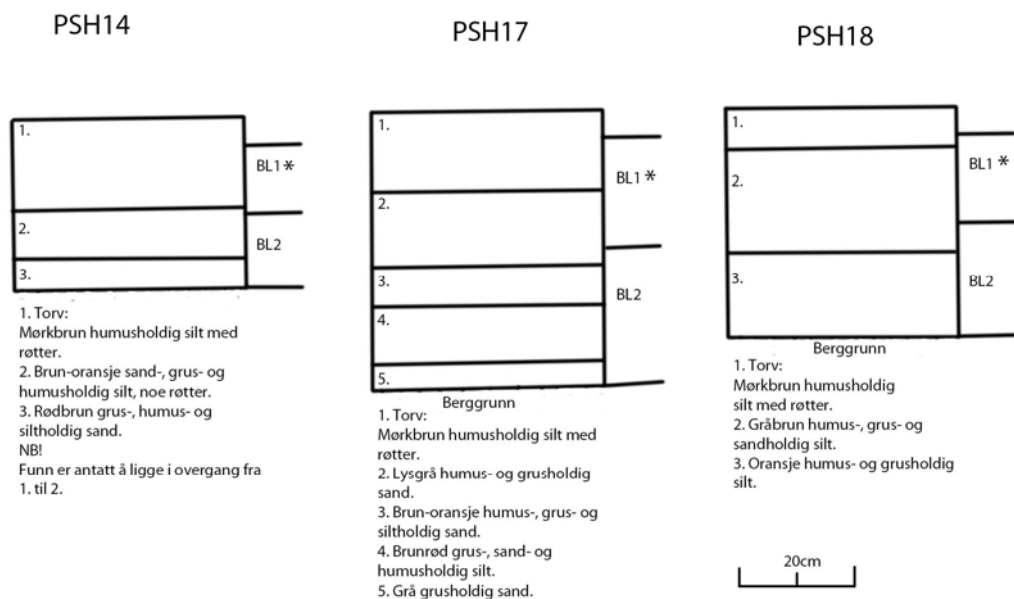 PSH14
1.
2.
3.
BL1*
BL2
1. Torv:
Mørkbrun humusholdig silt med
røtter.
2. Brun-oransje sand-, grus- og
humusholdig silt, noe røtter.
3. Rødbrun grus-, humus- og
siltholdig sand.
NB!
Funn er antatt å ligge i overgang fra
1. til 2.
PSH17
1.
2.
3.
4.
5.
BL1*
BL2
Berggrunn
1. Torv:
Mørkbrun humusholdig silt med
røtter.
2. Lysgrå humus- og grusholdig
sand.
3. Brun-oransje humus-, grus- og
siltholdig sand.
4. Brunrød grus-, sand- og
humusholdig silt.
5. Grå grusholdig sand.
PSH18
1.
2.
3.
BL1 *
BL2
Berggrunn
1. Torv:
Mørkbrun humusholdig
silt med røtter.
2. Gråbrun humus-, grus- og
sandholdig silt.
3. Oransje humus- og grusholdig
silt.
20cm